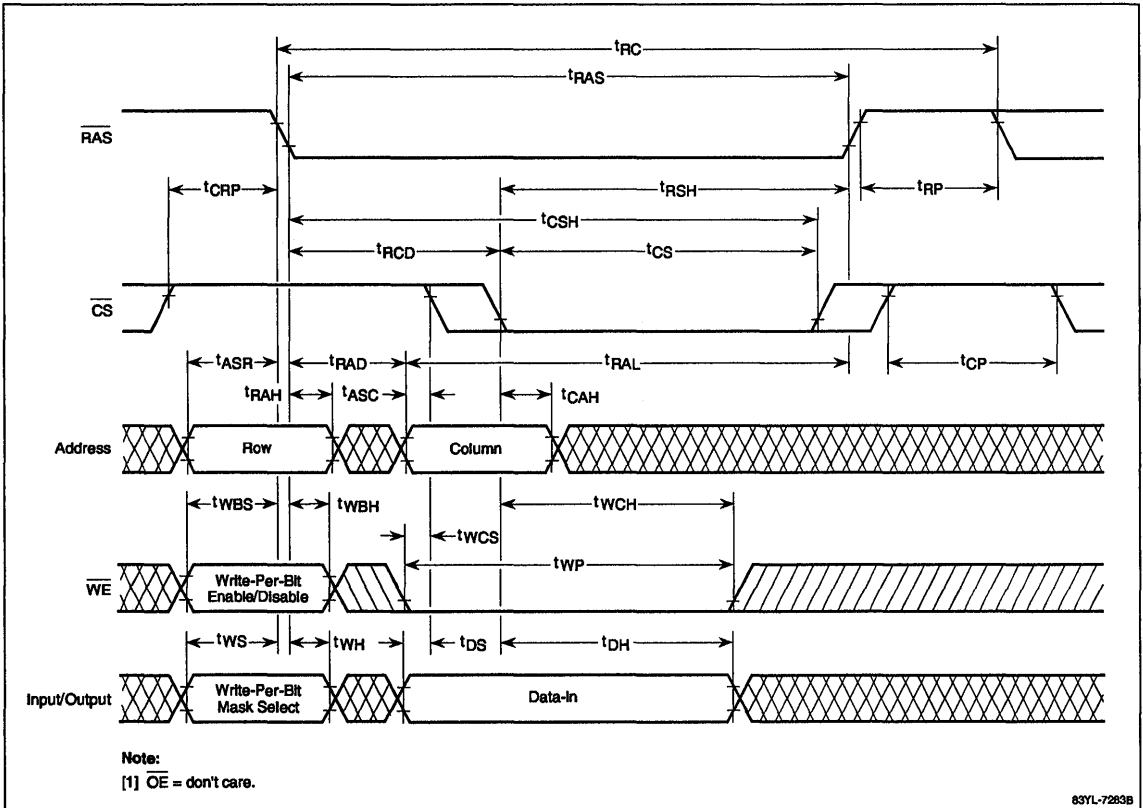 tRC
tRAS
RAS
tCRP
tRSH
tRP
tCSH
tRCD
tCS
CS
tASR
tRAD
tRAL
tCP
tRAH
tASC
tCAH
Address
Row
Column
tWBS
tWBH
tWCH
tWCS
tWP
WE
Write-Per-Bit
Enable/Disable
tWS
tWH
tDS
tDH
Input/Output
Write-Per-Bit
Mask Select
Data-In
Note:
[1] OE = don't care.
83YL-7283B